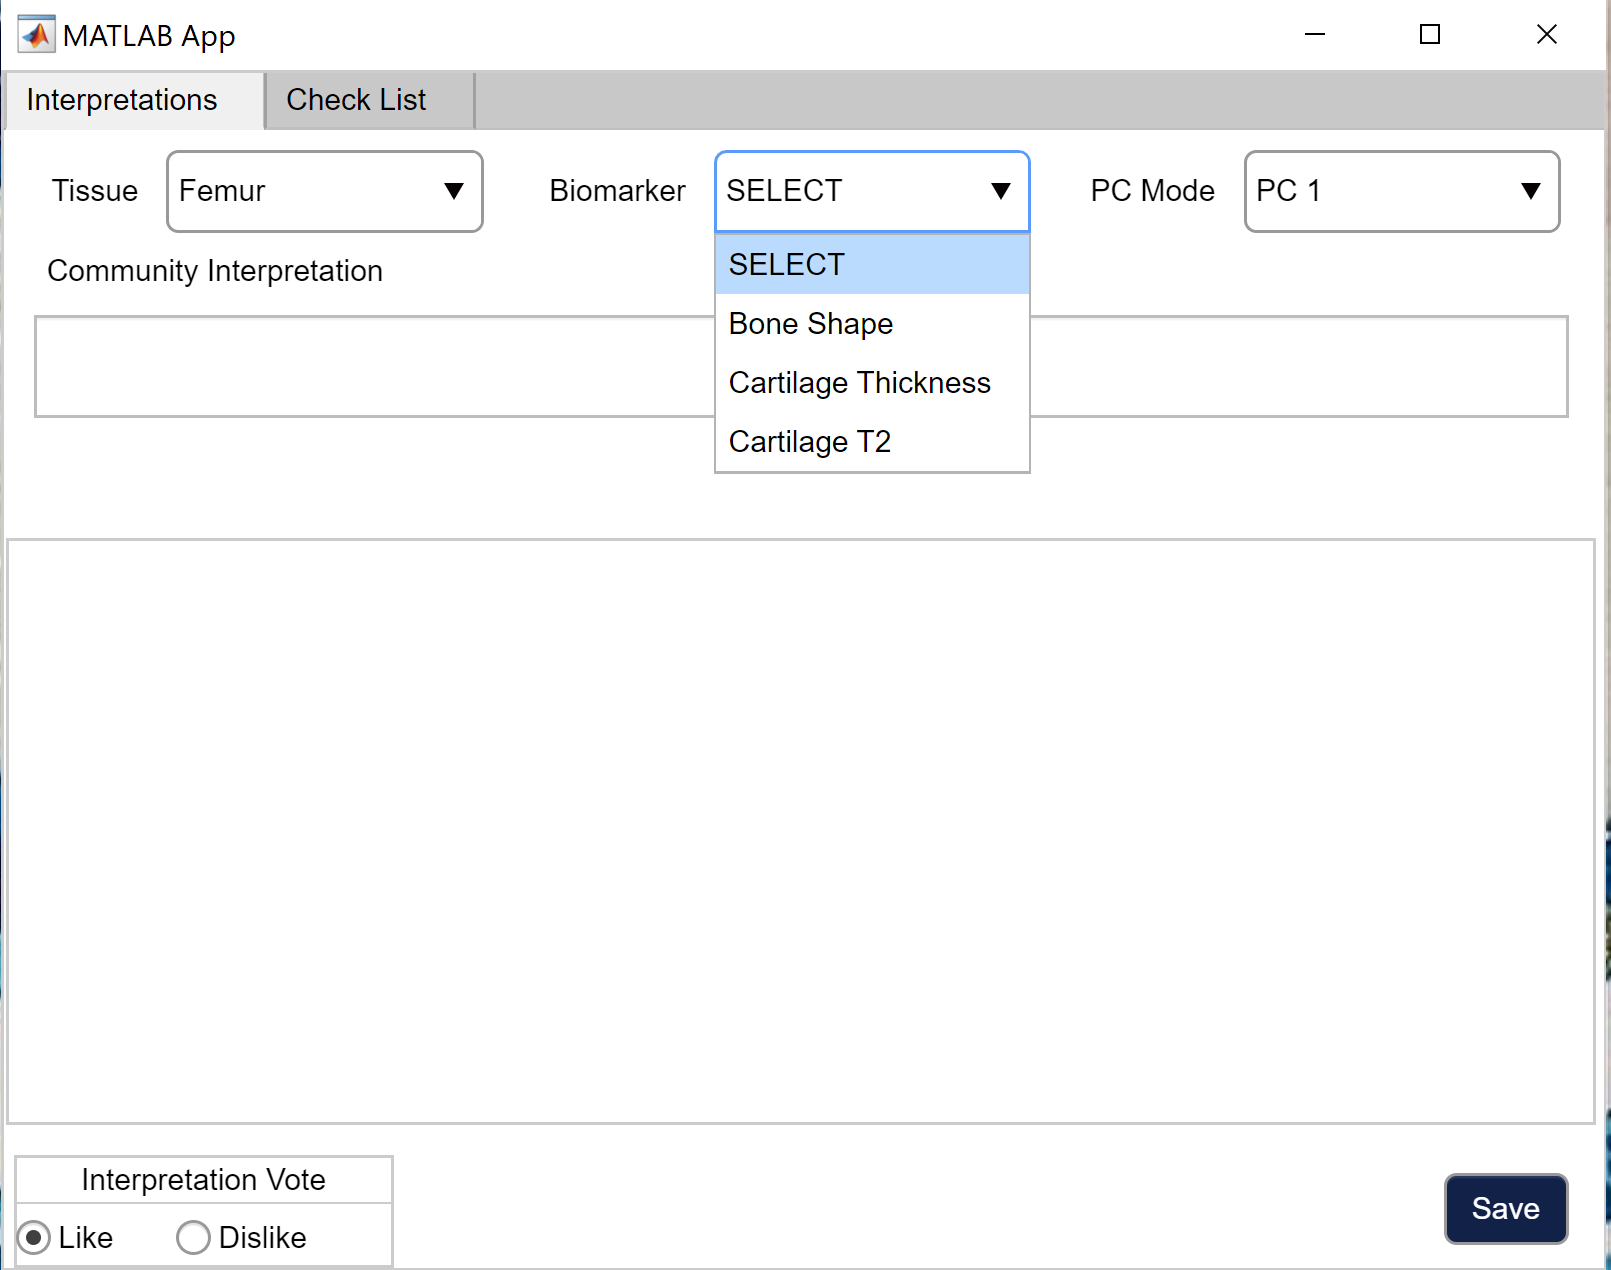 MATLAB App
Interpretations Check List
Tissue Femur Biomarker SELECT PC Mode PC 1
SELECT
Bone Shape
Cartilage Thickness
Cartilage T2
Community Interpretation
Interpretation Vote
Like Dislike
Save